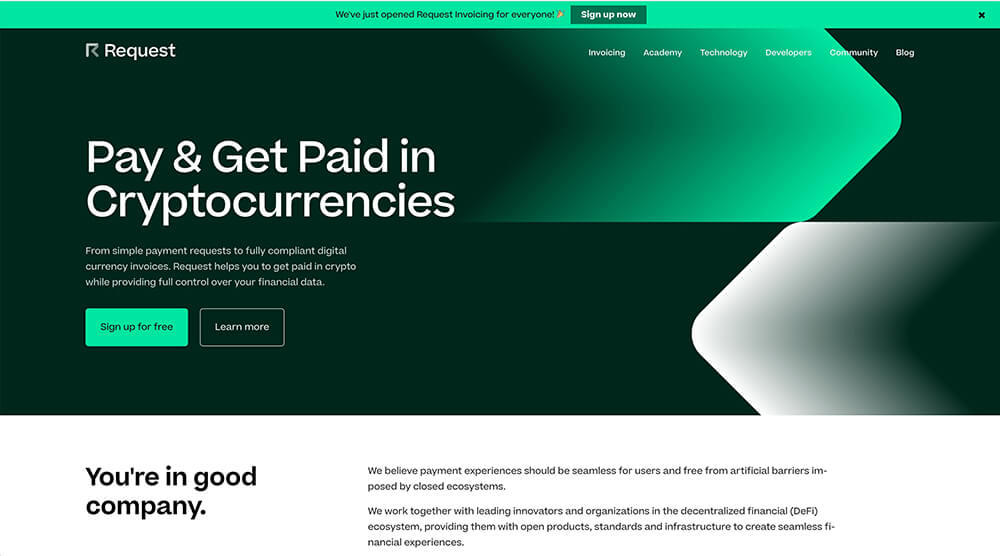 We've just opened Request Invoicing for everyone! 🎉 Sign up now
Request
Invoicing Academy Technology Developers Community Blog
Pay & Get Paid in
Cryptocurrencies
From simple payment requests to fully compliant digital
currency invoices. Request helps you to get paid in crypto
while providing full control over your financial data.
Sign up for free Learn more
You're in good
company.
We believe payment experiences should be seamless for users and free from artificial barriers im-
posed by closed ecosystems.
We work together with leading innovators and organizations in the decentralized financial (DeFi)
ecosystem, providing them with open products, standards and infrastructure to create seamless fi-
nancial experiences.